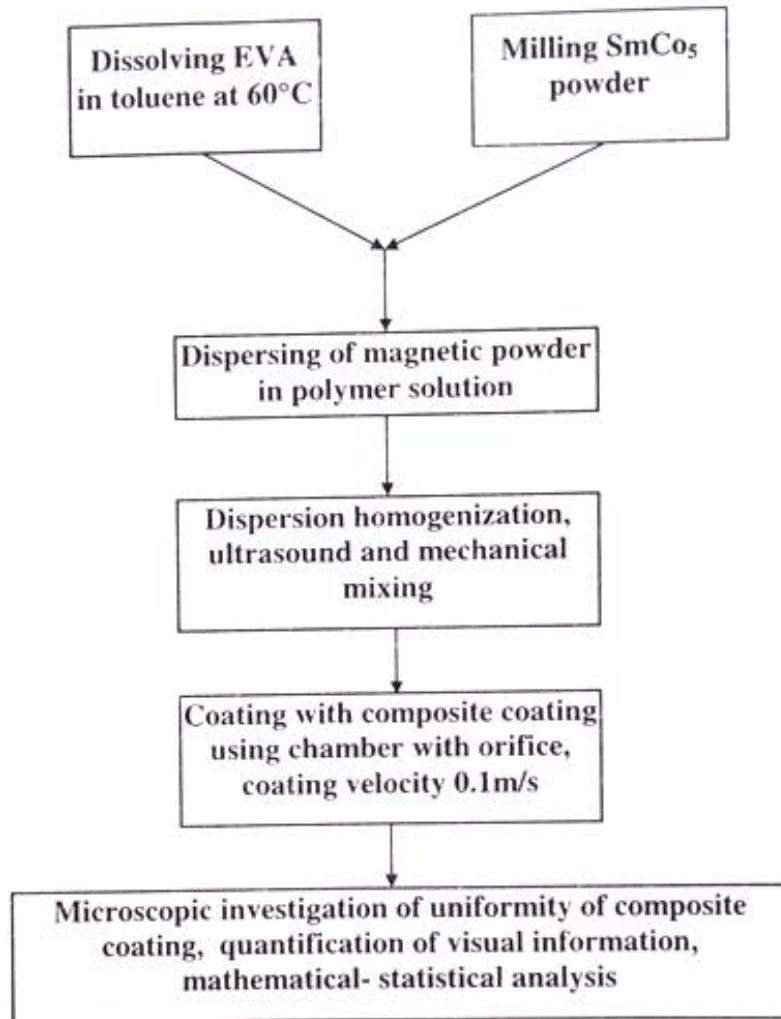 Dissolving EVA
in toluene at 60°C
Milling SmCo₅
powder
Dispersing of magnetic powder
in polymer solution
Dispersion homogenization,
ultrasound and mechanical
mixing
Coating with composite coating
using chamber with orifice,
coating velocity 0.1m/s
Microscopic investigation of uniformity of composite
coating, quantification of visual information,
mathematical- statistical analysis